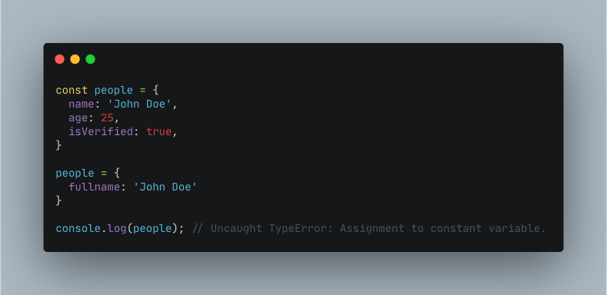 const people = {
  name: 'John Doe',
  age: 25,
  isVerified: true,
}
people = {
  fullname: 'John Doe'
}
console.log(people); // Uncaught TypeError: Assignment to constant variable.